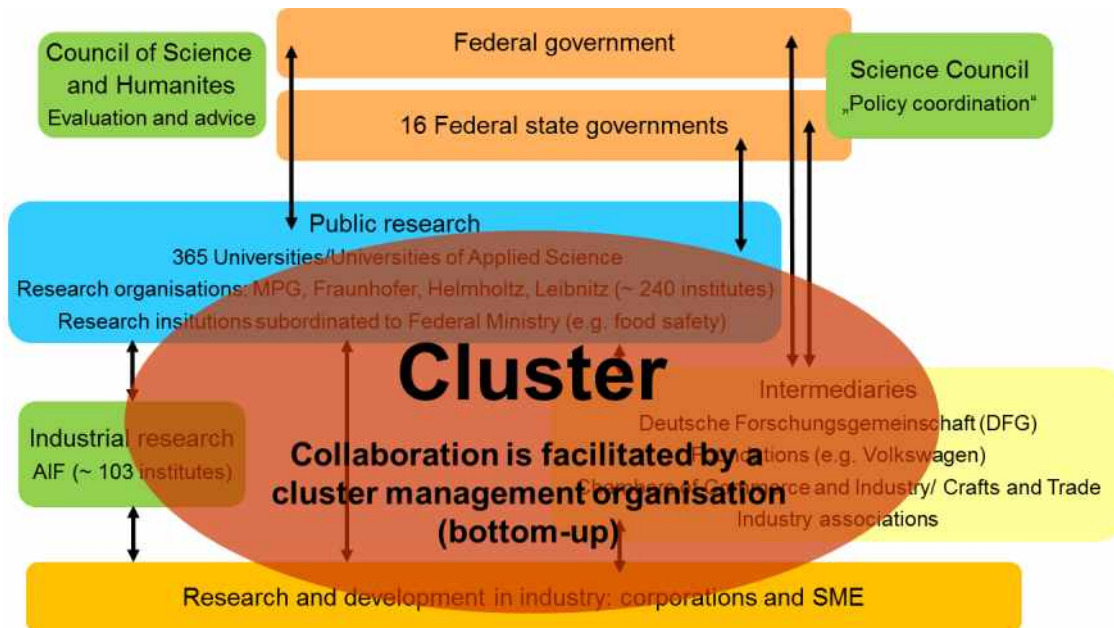 Council of Science
and Humanites
Evaluation and advice
Federal government
16 Federal state governments
Science Council
„Policy coordination“
Public research
365 Universities/Universities of Applied Science
Research organisations: MPG, Fraunhofer, Helmholtz, Leibnitz (~ 240 institutes)
Research insitutions subordinated to Federal Ministry (e.g. food safety)
Cluster
Collaboration is facilitated by a
cluster management organisation
(bottom-up)
Industrial research
AIF (~ 103 institutes)
Intermediaries
Deutsche Forschungsgemeinschaft (DFG)
Foundations (e.g. Volkswagen)
Chambers of Commerce and Industry/ Crafts and Trade
Industry associations
Research and development in industry: corporations and SME